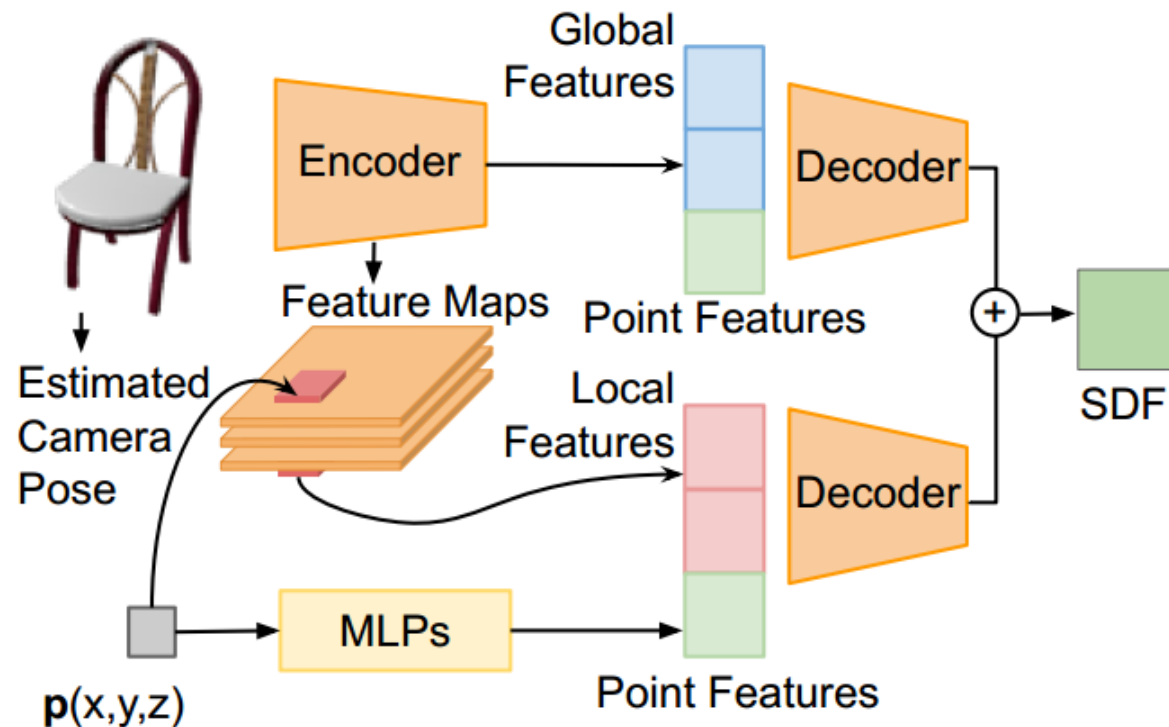 Global
Features
Encoder
Decoder
Feature Maps
Point Features
+
Estimated
Camera
Pose
Local
Features
SDF
Decoder
MLPs
p(x,y,z)
Point Features